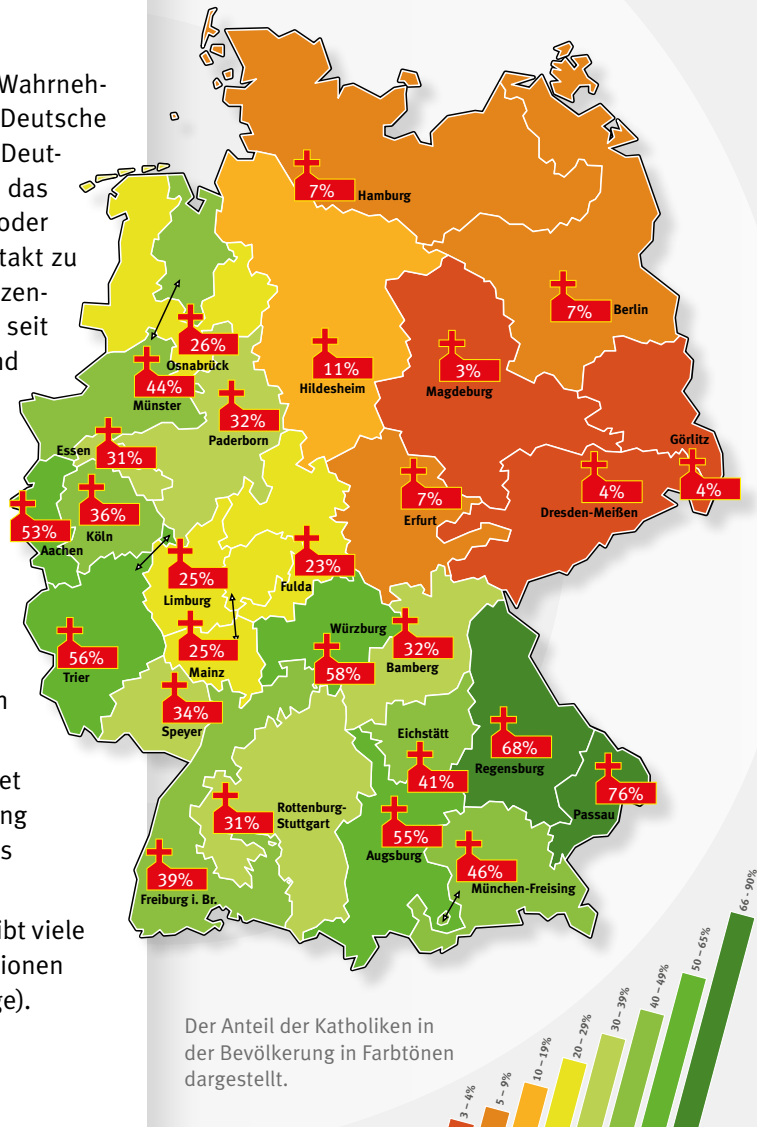 Wahrneh-
Deutsche
Deut-
das
oder
takt zu
zen-
seit
nd
n
et
ng
s
ibt viele
ionen
ge).
7%
Hamburg
7%
Berlin
26%
Osnabrück
44%
Münster
11%
Hildesheim
3%
Magdeburg
32%
Paderborn
Essen
31%
Görlitz
4%
4%
Dresden-Meißen
7%
Erfurt
36%
Köln
53%
Aachen
25%
Limburg
23%
Fulda
56%
Trier
25%
Mainz
Würzburg
58%
32%
Bamberg
34%
Speyer
Eichstätt
41%
68%
Regensburg
76%
Passau
31%
Rottenburg-
Stuttgart
55%
Augsburg
46%
München-Freising
39%
Freiburg i. Br.
Der Anteil der Katholiken in
der Bevölkerung in Farbtönen
dargestellt.
3 – 4%
5 – 9%
10 – 19%
20 – 29%
30 – 39%
40 – 49%
50 – 65%
66 - 90%